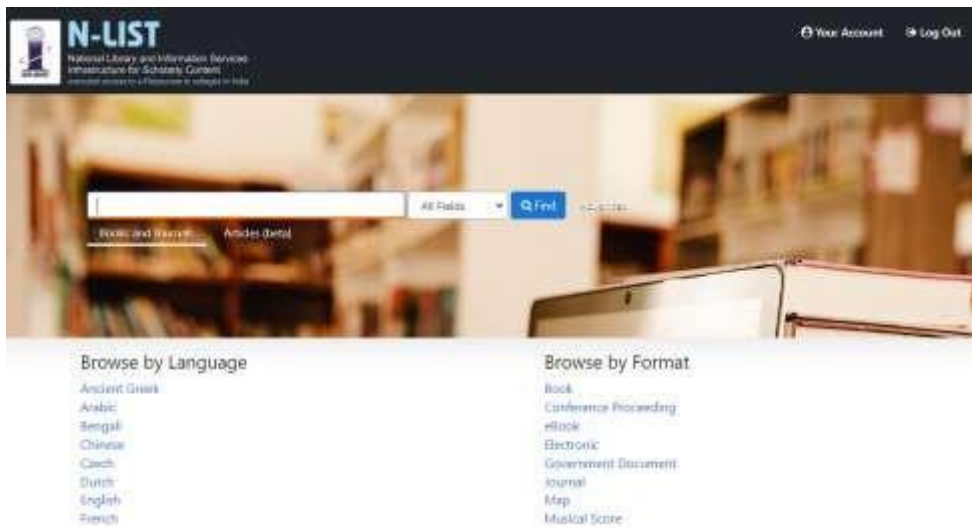 N-LIST
National Library and Information Services
Infrastructure for Scholarly Content
Your Account
Log Out
All Fields
Find
Books and Journals
Articles (beta)
Browse by Language
Ancient Greek
Arabic
Bengali
Chinese
Czech
Dutch
English
French
Browse by Format
Book
Conference Proceeding
eBook
Electronic
Government Document
Journal
Map
Musical Score